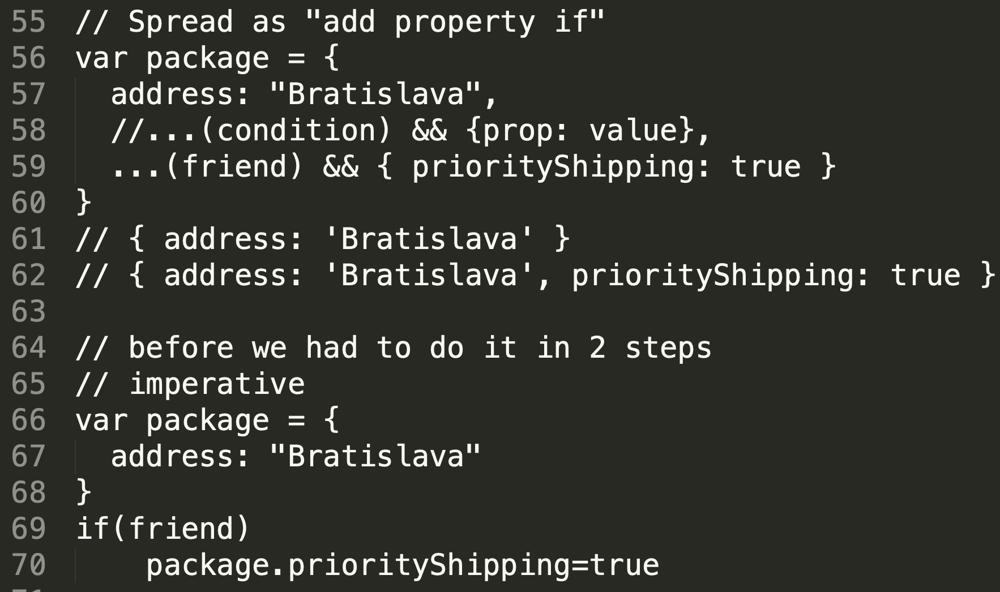 55 // Spread as "add property if"
56 var package = {
57   address: "Bratislava",
58   //...(condition) && {prop: value},
59   ...(friend) && { priorityShipping: true }
60 }
61 // { address: 'Bratislava' }
62 // { address: 'Bratislava', priorityShipping: true }
63
64 // before we had to do it in 2 steps
65 // imperative
66 var package = {
67   address: "Bratislava"
68 }
69 if(friend)
70     package.priorityShipping=true